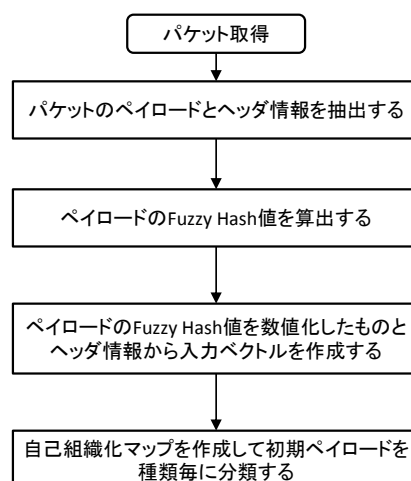 パケット取得
パケットのペイロードとヘッダ情報を抽出する
ペイロードのFuzzy Hash値を算出する
ペイロードのFuzzy Hash値を数値化したものと
ヘッダ情報から入力ベクトルを作成する
自己組織化マップを作成して初期ペイロードを
種類毎に分類する